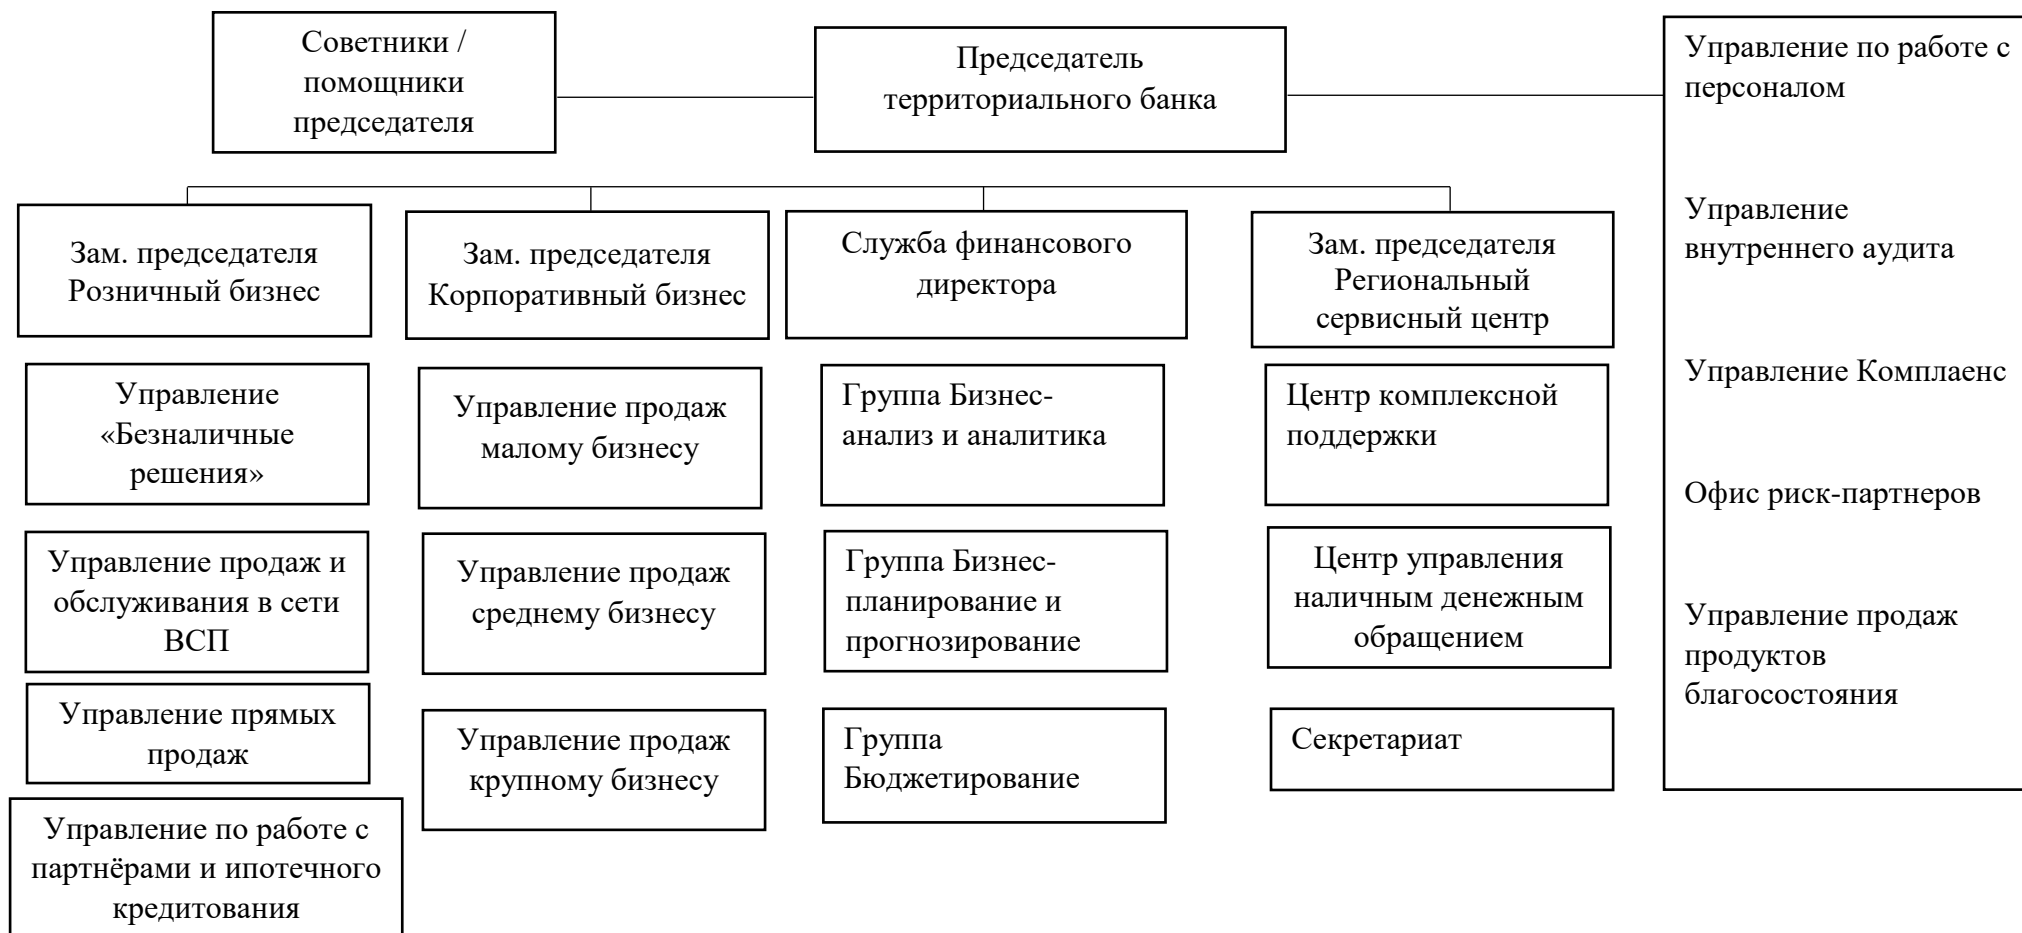 Советники /
помощники
председателя
Председатель
территориального банка
Управление по работе с
персоналом
Управление
внутреннего аудита
Управление Комплаенс
Офис риск-партнеров
Управление продаж
продуктов
благосостояния
Зам. председателя
Розничный бизнес
Зам. председателя
Корпоративный бизнес
Служба финансового
директора
Зам. председателя
Региональный
сервисный центр
Управление
«Безналичные
решения»
Управление продаж
малому бизнесу
Группа Бизнес-
анализ и аналитика
Центр комплексной
поддержки
Управление продаж и
обслуживания в сети
ВСП
Управление продаж
среднему бизнесу
Группа Бизнес-
планирование и
прогнозирование
Центр управления
наличным денежным
обращением
Управление прямых
продаж
Управление продаж
крупному бизнесу
Группа
Бюджетирование
Секретариат
Управление по работе с
партнёрами и ипотечного
кредитования